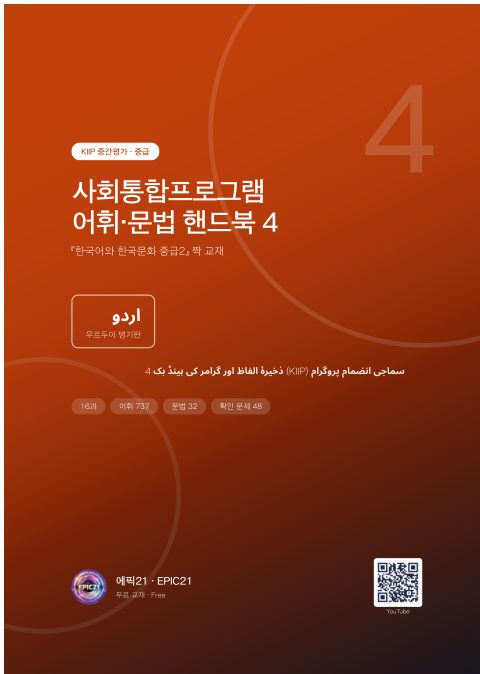 4
KIIP 중간평가 · 중급
사회통합프로그램
어휘·문법 핸드북 4
『한국어와 한국문화 중급2』 짝 교재
اردو
우르두어 병기판
سماجی انضمام پروگرام (KIIP) ذخیرۂ الفاظ اور گرامر کی ہینڈ بک 4
16과 어휘 737 문법 32 확인 문제 48
EPIC21
에픽21 · EPIC21
무료 교재 · Free
YouTube